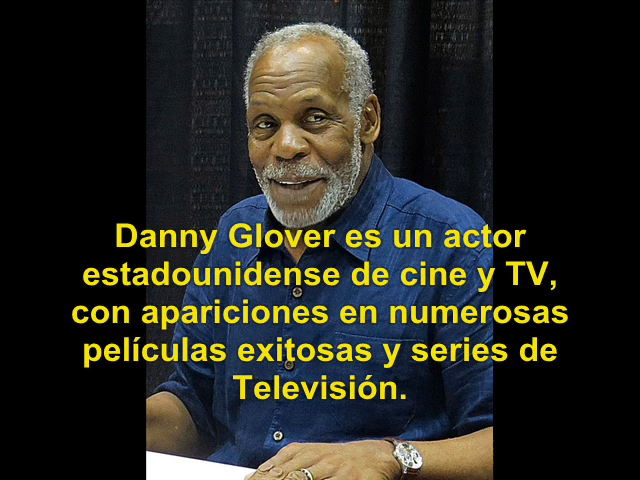 Danny Glover es un actor
estadounidense de cine y TV,
con apariciones en numerosas
películas exitosas y series de
Televisión.